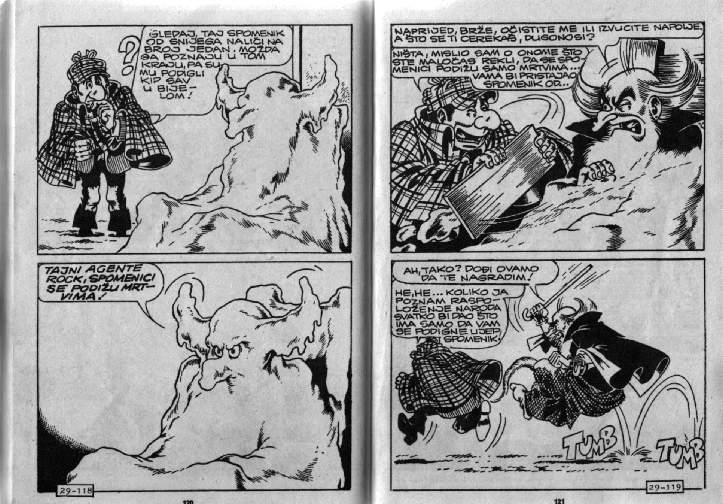 GLEDAJ, TAJ SPOMENIK
OD SNIJEGA NALIČI NA
BROJ JEDAN. MOŽDA
GA POZNAJU U TOM
KRAJU, PA SU
MU PODIGLI
KIP SAV
U BIJE-
LOM!
?
TAJNI AGENTE
ROCK, SPOMENICI
SE PODIŽU MRT-
VIMA!
29-118
120
NAPRIJED, BRŽE, OČISTITE ME ILI IZVUCITE NAPOLJE,
A ŠTO SE TI CEREKAŠ, DUGONOSI?
NIŠTA, MISLIO SAM O ONOME ŠTO
STE MALOČAS REKLI, DA SE SPO-
MENICI PODIŽU SAMO MRTVIMA...
VAMA BI PRISTAJAO
SPOMENIK OD...
AH, TAKO? DOĐI OVAMO
DA TE NAGRADIM!
HE, HE... KOLIKO JA
POZNAM RASPO-
LOŽENJE NARODA
SVATKO BI DAO ŠTO
IMA SAMO DA VAM
SE PODIGNE LIJEP
SPOMENIK.
TUMB
TUMB
29-119
121